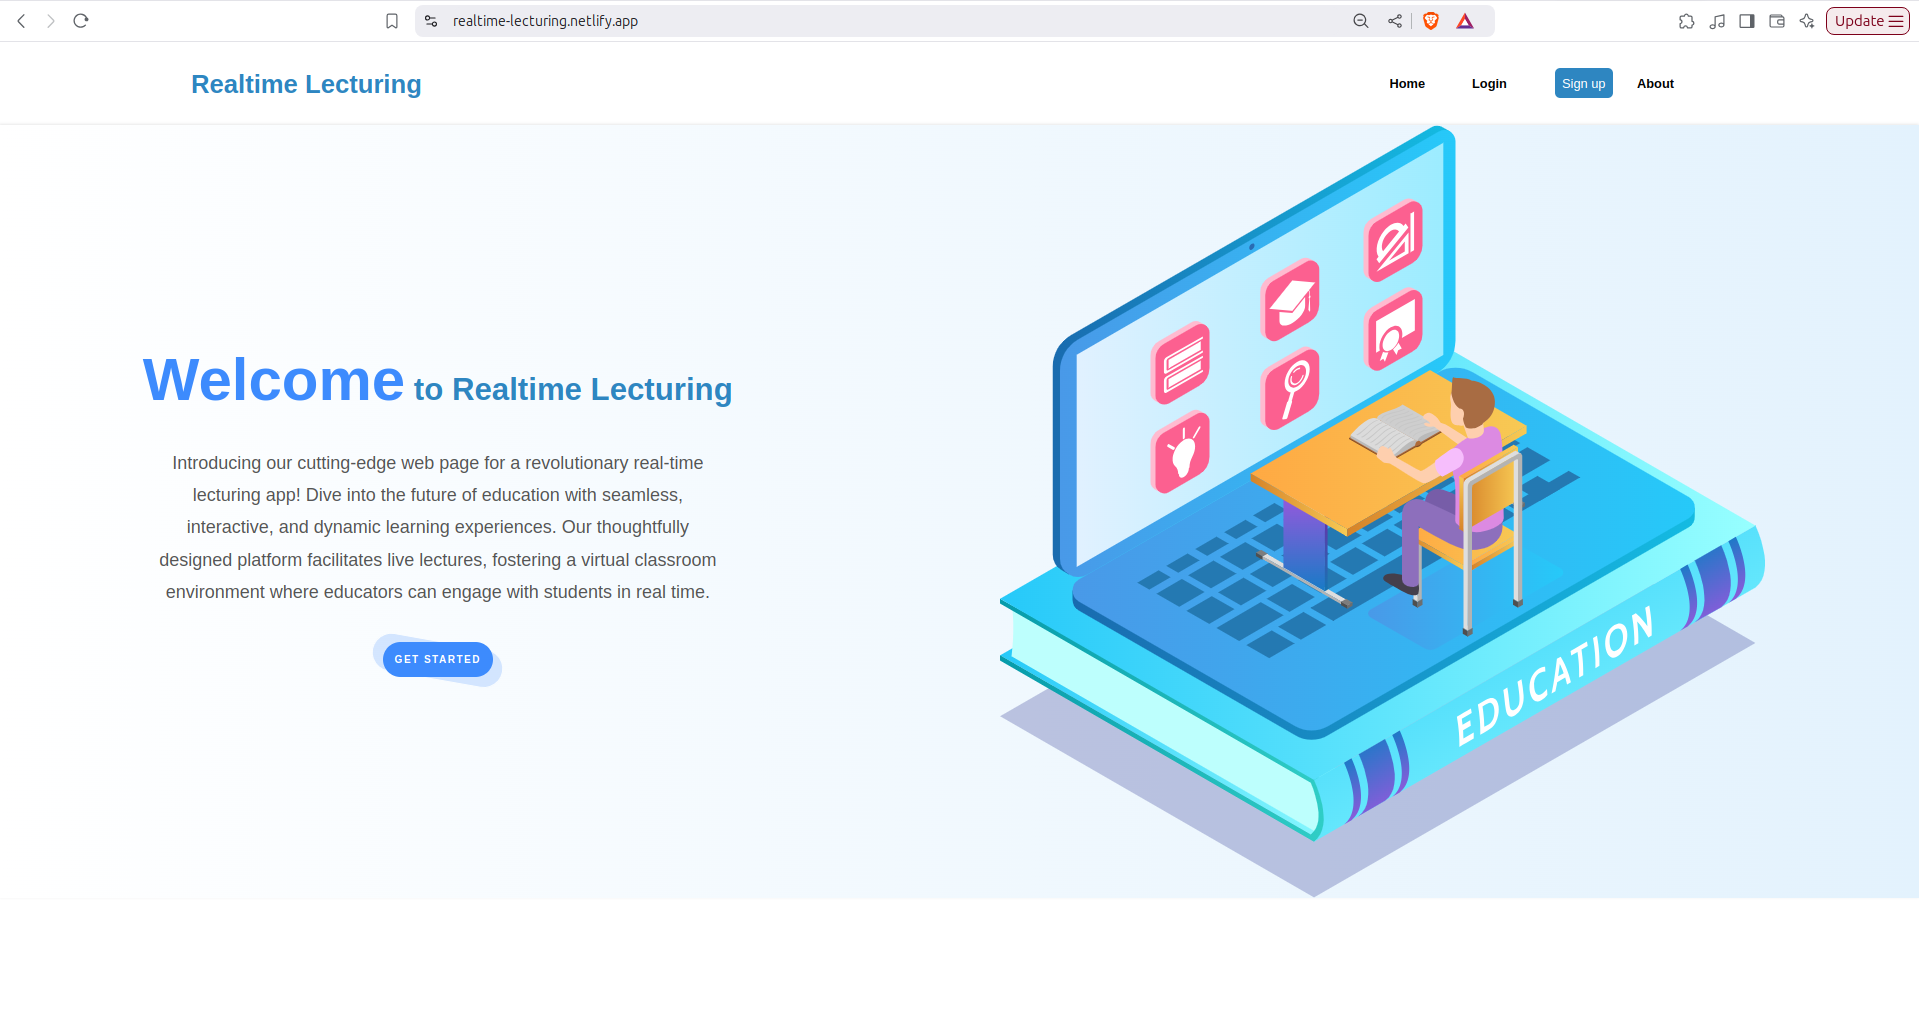 realtime-lecturing.netlify.app
Update
Realtime Lecturing
Home Login Sign up About
Welcome to Realtime Lecturing
Introducing our cutting-edge web page for a revolutionary real-time
lecturing app! Dive into the future of education with seamless,
interactive, and dynamic learning experiences. Our thoughtfully
designed platform facilitates live lectures, fostering a virtual classroom
environment where educators can engage with students in real time.
GET STARTED
EDUCATION